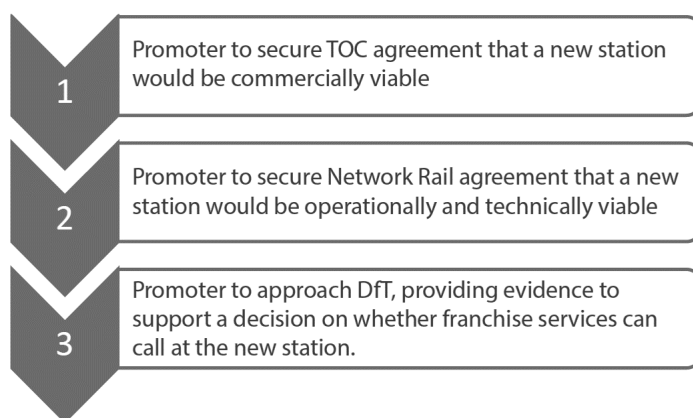 1
Promoter to secure TOC agreement that a new station
would be commercially viable
2
Promoter to secure Network Rail agreement that a new
station would be operationally and technically viable
3
Promoter to approach DfT, providing evidence to
support a decision on whether franchise services can
call at the new station.